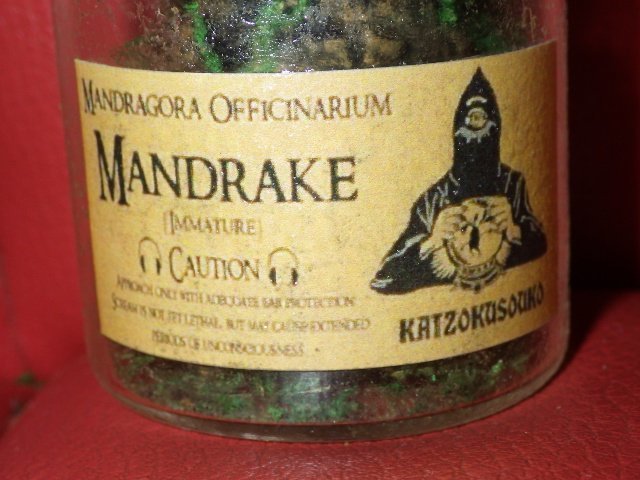 MANDRAGORA OFFICINARIUM
MANDRAKE
[IMMATURE]
CAUTION
APPROACH ONLY WITH ADEQUATE EAR PROTECTION
SCREAM IS NOT YET LETHAL, BUT MAY CAUSE EXTENDED
PERIODS OF UNCONSCIOUSNESS
KATZOKUSOUKO